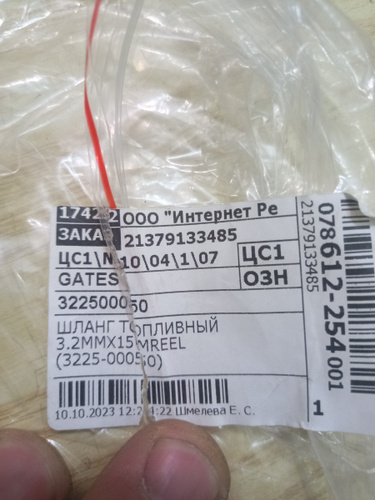 17422 ООО "Интернет Ре
ЗАКАЗ 21379133485
ЦС1\N 10\04\1\07 ЦС1
GATES ОЗН
322500050
ШЛАНГ ТОПЛИВНЫЙ
3.2MMX15MREEL
(3225-00050)
10.10.2023 12:24:22 Шмелева Е. С.
1
21379133485
078612-254 001